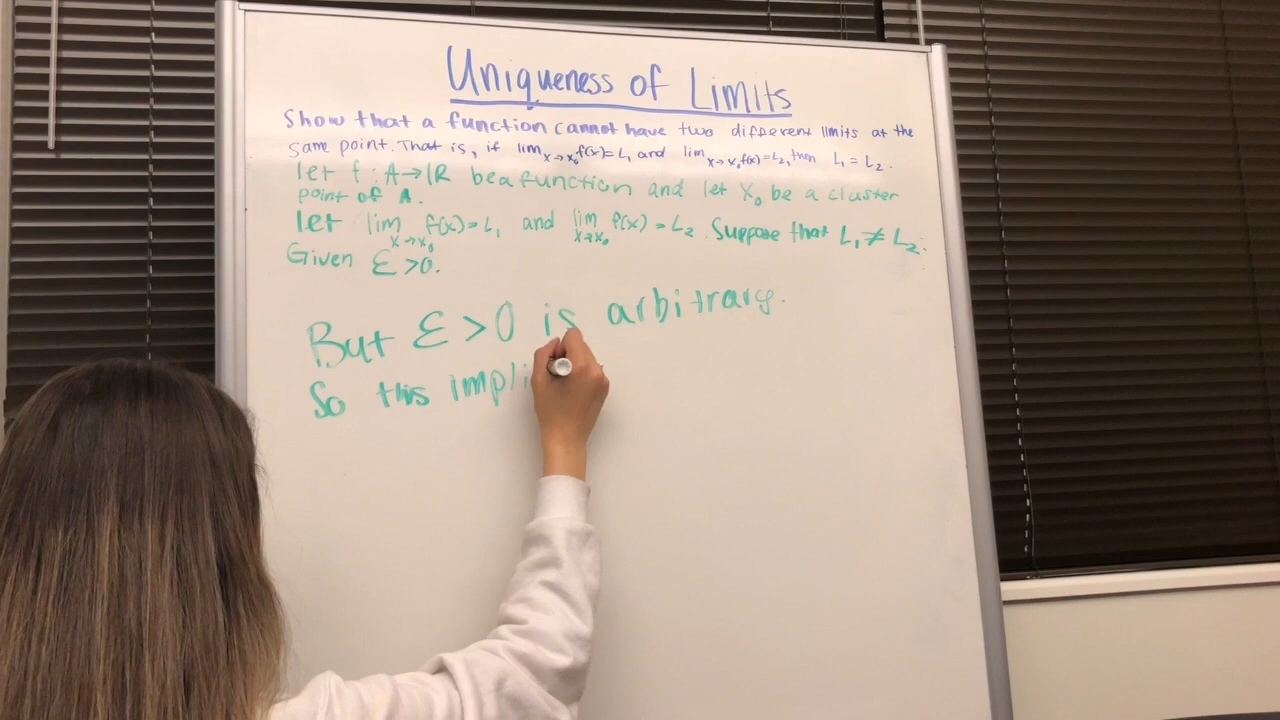 Uniqueness of Limits
Show that a function cannot have two different limits at the
same point. That is, if lim x→x₀ f(x)=L₁ and lim x→x₀ f(x)=L₂, then L₁ = L₂.
let f: A→ℝ be a function and let X₀ be a cluster
point of A.
let lim x→x₀ f(x)=L₁ and lim x→x₀ f(x)=L₂. Suppose that L₁ ≠ L₂.
Given ε>0.
But ε>0 is arbitrary.
So this impli